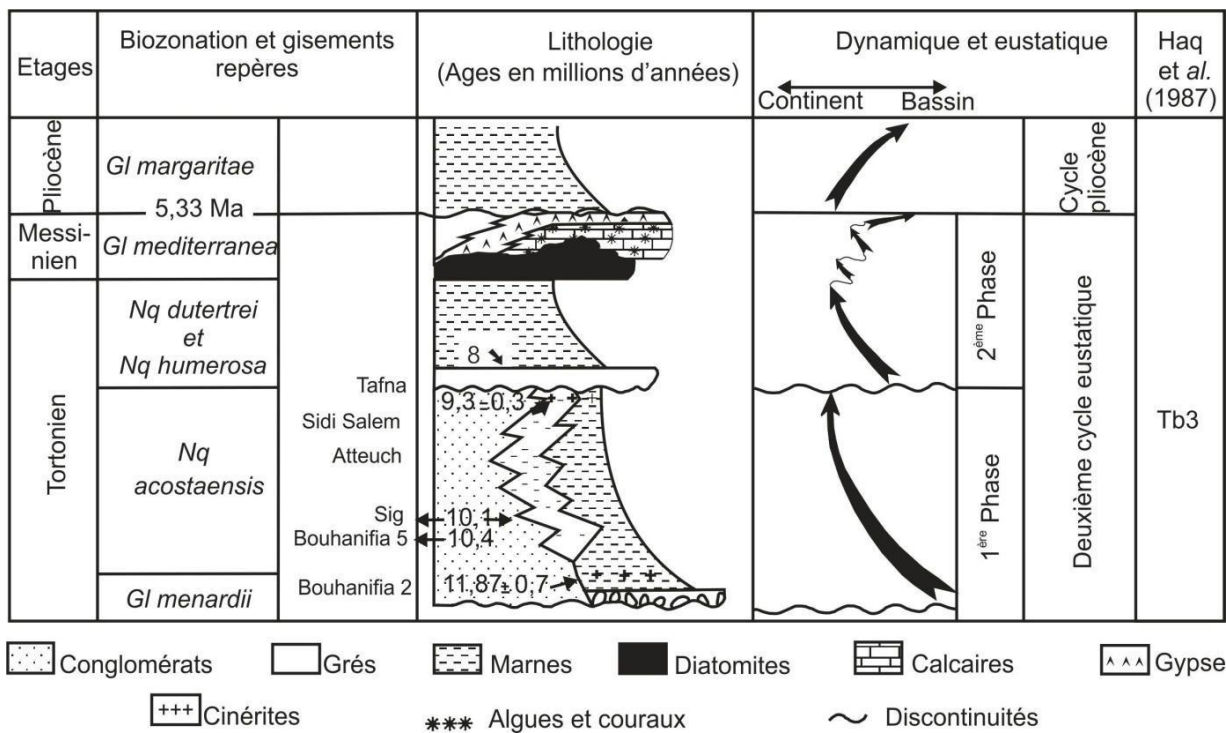 Etages
Biozonation et gisements
repères
Lithologie
(Ages en millions d'années)
Dynamique et eustatique
Continent
Bassin
Haq
et al.
(1987)
Pliocène
Gl margaritae
5,33 Ma
Cycle
pliocène
Messi-
nien
Gl mediterranea
Tortonien
Nq dutertrei
et
Nq humerosa
8
2ème Phase
Tafna
9,3±0,3
Sidi Salem
Nq
acostaensis
Atteuch
Sig
10,1
Bouhanifia 5
10,4
1ère Phase
Deuxième cycle eustatique
Tb3
Gl menardii
Bouhanifia 2
11,87±0,7
Conglomérats
Grés
Marnes
Diatomites
Calcaires
Gypse
+++ Cinérites
Algues et couraux
Discontinuités